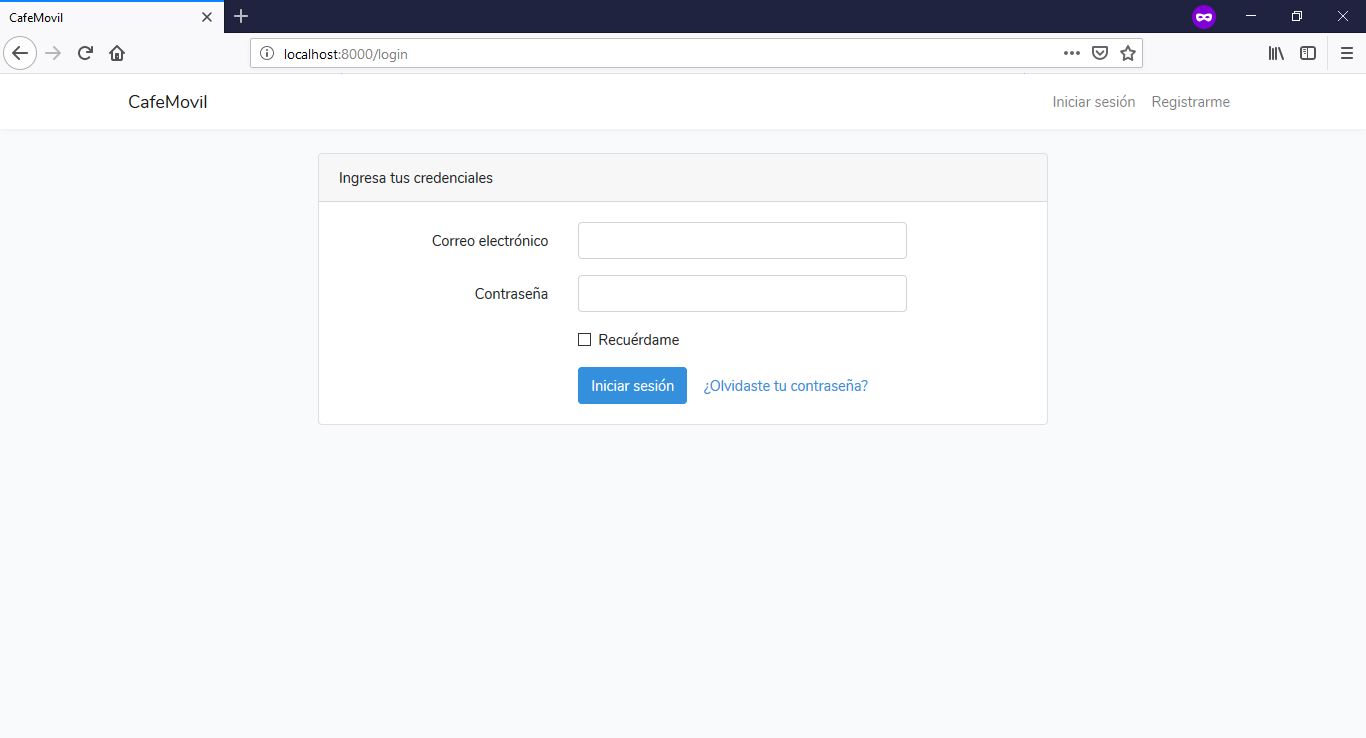 CafeMovil
localhost:8000/login
CafeMovil
Iniciar sesión
Registrarme
Ingresa tus credenciales
Correo electrónico
Contraseña
Recuérdame
Iniciar sesión
¿Olvidaste tu contraseña?